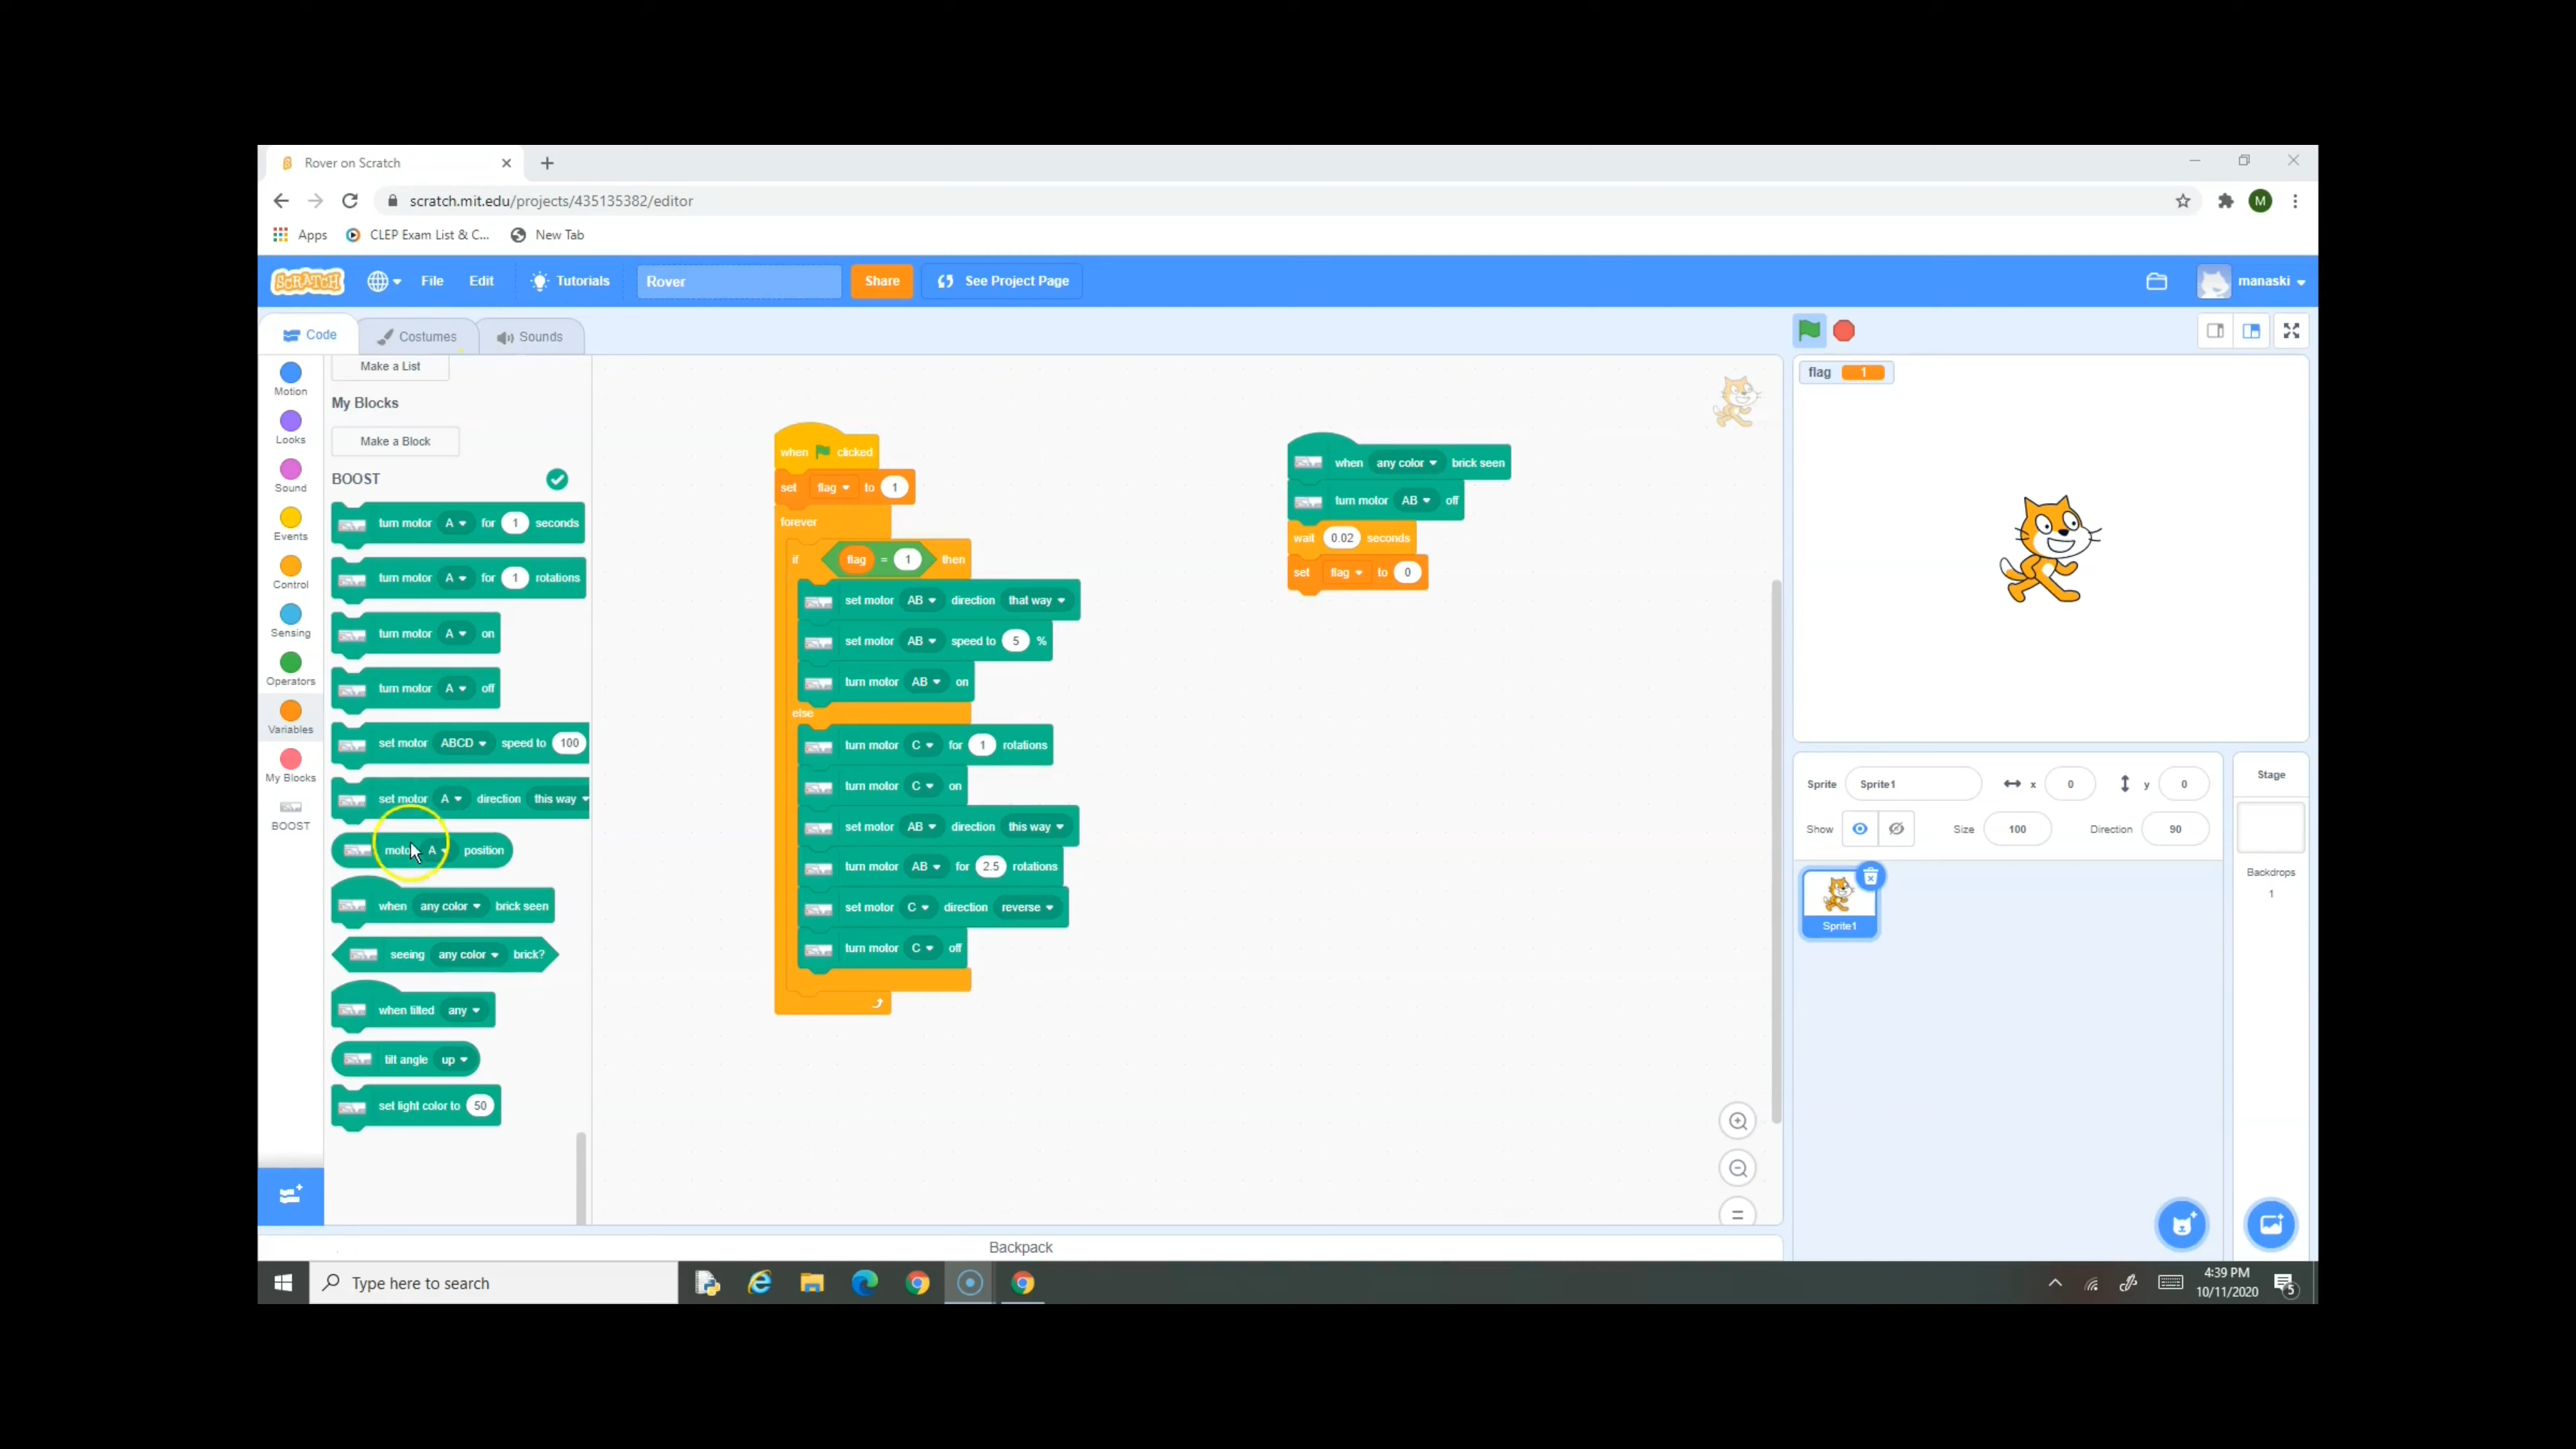 Rover on Scratch
scratch.mit.edu/projects/435135382/editor
M
Apps
CLEP Exam List & C...
New Tab
SCRATCH
File
Edit
Tutorials
Rover
Share
See Project Page
manaski
Code
Costumes
Sounds
Motion
Looks
Sound
Events
Control
Sensing
Operators
Variables
My Blocks
BOOST
Make a List
My Blocks
Make a Block
BOOST
turn motor A for 1 seconds
turn motor A for 1 rotations
turn motor A on
turn motor A off
set motor ABCD speed to 100
set motor A direction this way
motor A position
when any color brick seen
seeing any color brick?
when tilted any
tilt angle up
set light color to 50
when clicked
set flag to 1
forever
if flag = 1 then
set motor AB direction that way
set motor AB speed to 5 %
turn motor AB on
else
turn motor C for 1 rotations
turn motor C on
set motor AB direction this way
turn motor AB for 2.5 rotations
set motor C direction reverse
turn motor C off
when any color brick seen
turn motor AB off
wait 0.02 seconds
set flag to 0
flag 1
Sprite Sprite1 x 0 y 0
Show Size 100 Direction 90
Sprite1
Stage
Backdrops
1
Backpack
Type here to search
4:39 PM
10/11/2020
5